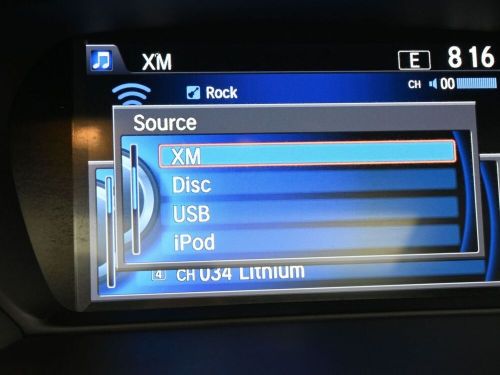 XM E 8 16
Rock CH 00
Source
XM
Disc
USB
iPod
4 CH 034 Lithium